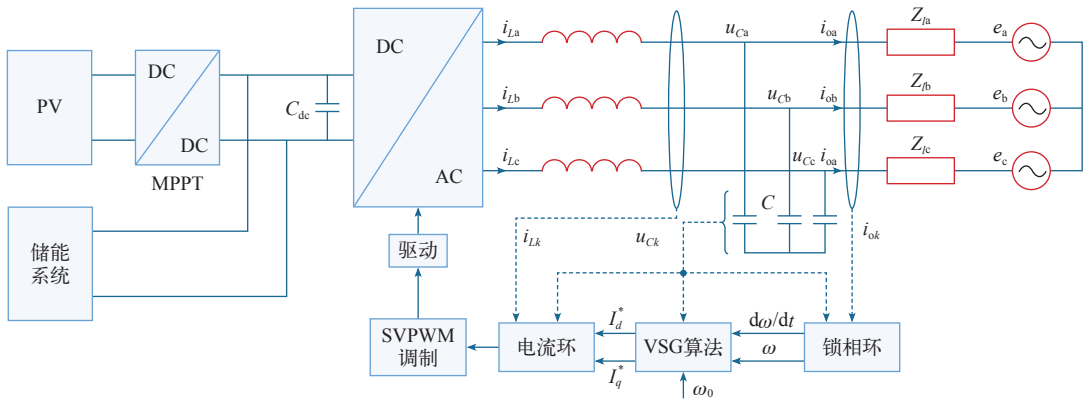 PV
DC
DC
MPPT
C_dc
DC
AC
i_La
i_Lb
i_Lc
u_Ca
u_Cb
u_Cc
i_oa
i_ob
i_oa
Z_la
Z_lb
Z_lc
e_a
e_b
e_c
储能
系统
驱动
i_Lk
u_Ck
C
i_ok
SVPWM
调制
电流环
I_d^*
I_q^*
VSG算法
dω/dt
ω
锁相环
ω_0